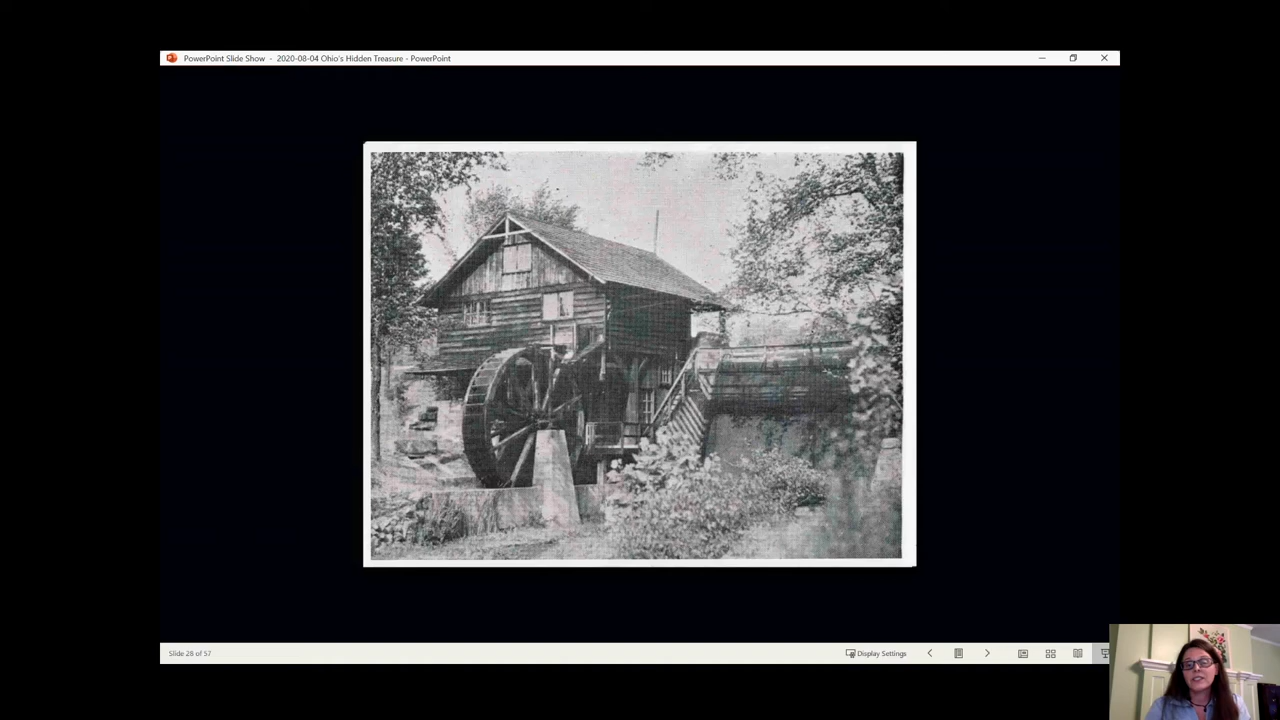 PowerPoint Slide Show - 2020-08-04 Ohio's Hidden Treasure - PowerPoint
Slide 28 of 57
Display Settings